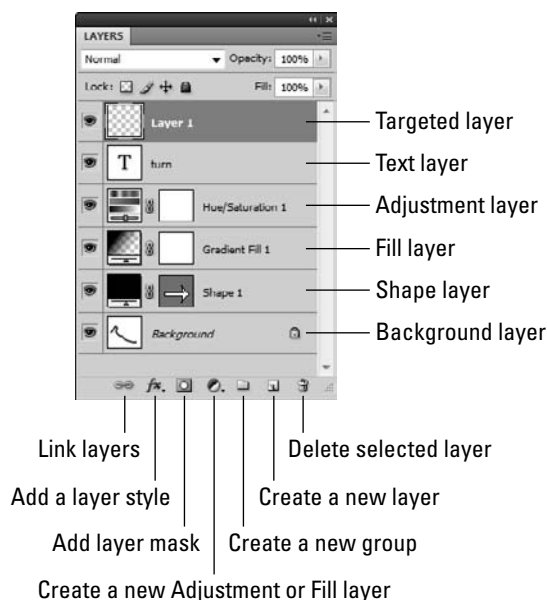 LAYERS
Normal Opacity: 100%
Lock: Fill: 100%
Layer 1 Targeted layer
T turn Text layer
Hue/Saturation 1 Adjustment layer
Gradient Fill 1 Fill layer
Shape 1 Shape layer
Background Background layer
fx.
Link layers Delete selected layer
Add a layer style Create a new layer
Add layer mask Create a new group
Create a new Adjustment or Fill layer